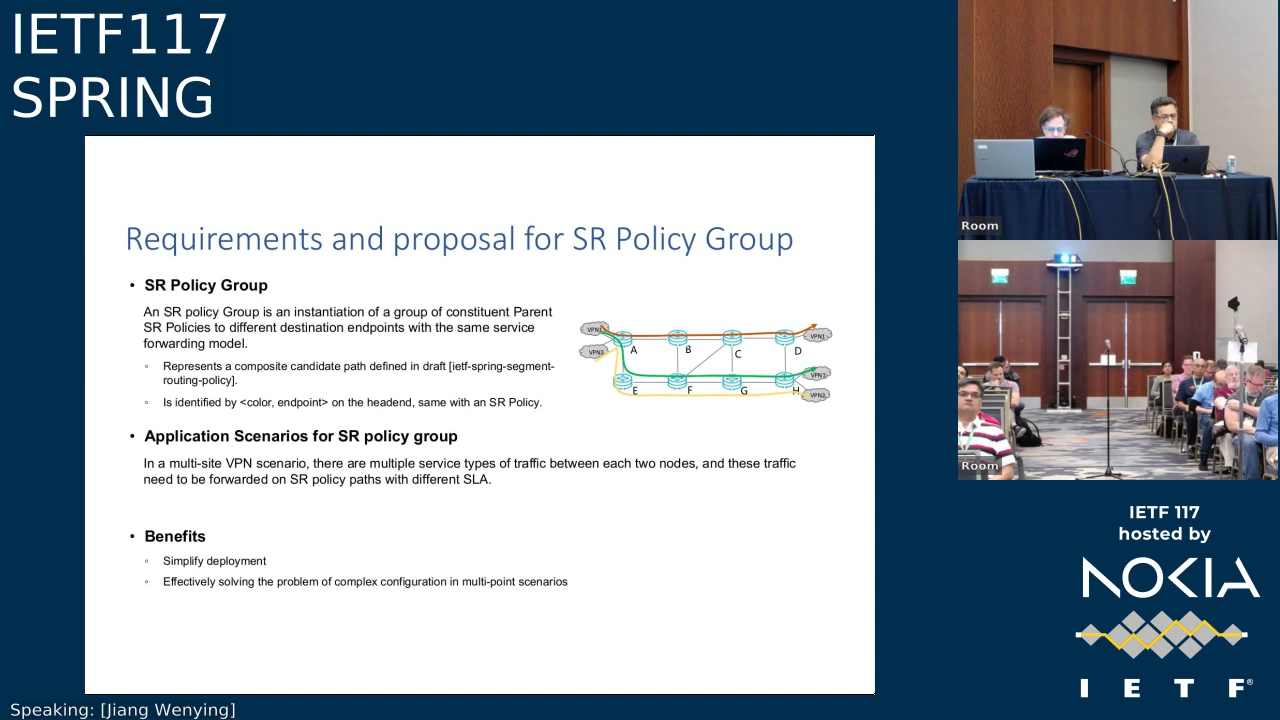 IETF117
SPRING
Requirements and proposal for SR Policy Group
• SR Policy Group
An SR policy Group is an instantiation of a group of constituent Parent
SR Policies to different destination endpoints with the same service
forwarding model.
▫ Represents a composite candidate path defined in draft [ietf-spring-segment-
routing-policy].
▫ Is identified by <color, endpoint> on the headend, same with an SR Policy.
VPN1
VPN2
A
B
C
D
VPN1
E
F
G
H
VPN1
VPN2
• Application Scenarios for SR policy group
In a multi-site VPN scenario, there are multiple service types of traffic between each two nodes, and these traffic
need to be forwarded on SR policy paths with different SLA.
• Benefits
▫ Simplify deployment
▫ Effectively solving the problem of complex configuration in multi-point scenarios
Room
Room
IETF 117
hosted by
NOKIA
I E T F®
Speaking: [Jiang Wenying]